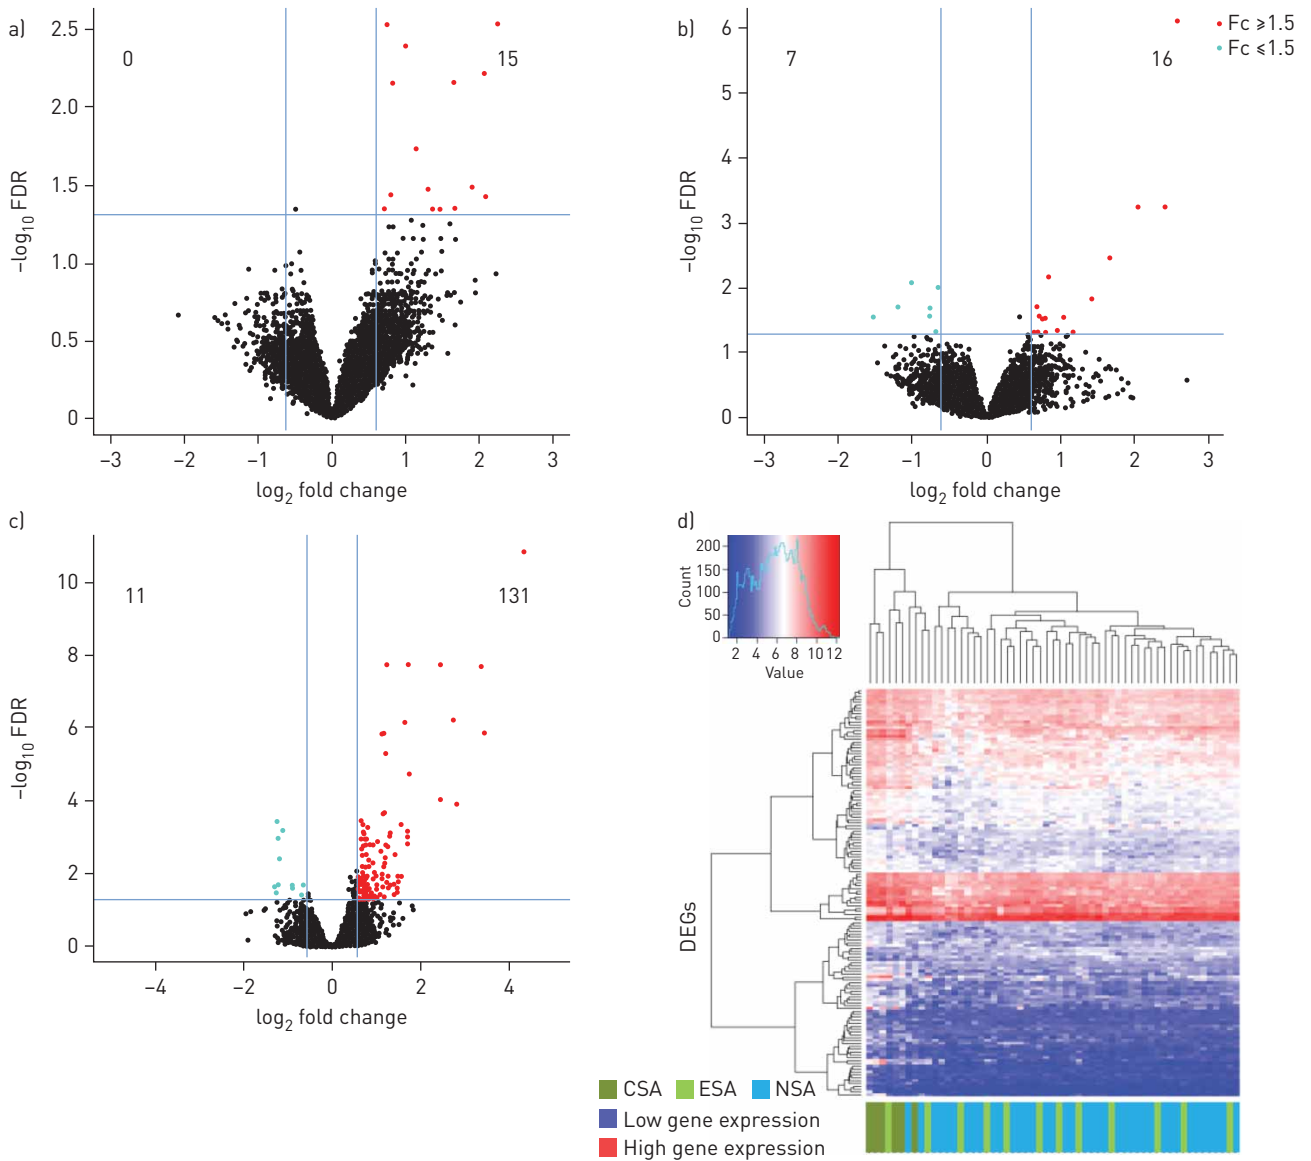 a)
0
15
2.5
2.0
1.5
1.0
0.5
0
–log10 FDR
–3 –2 –1 0 1 2 3
log2 fold change
b)
7
16
Fc ⩾1.5
Fc ⩽1.5
6
5
4
3
2
1
0
–log10 FDR
–3 –2 –1 0 1 2 3
log2 fold change
c)
11
131
10
8
6
4
2
0
–log10 FDR
–4 –2 0 2 4
log2 fold change
d)
200
150
100
50
0
Count
2 4 6 8 10 12
Value
DEGs
CSA ESA NSA
Low gene expression
High gene expression